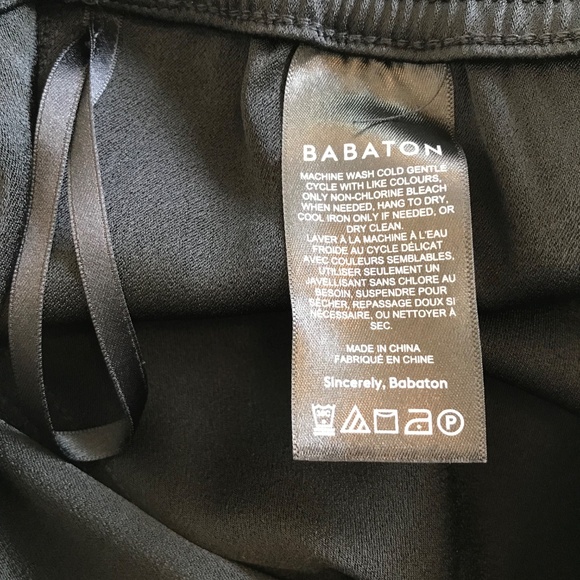 BABATON
MACHINE WASH COLD GENTLE
CYCLE WITH LIKE COLOURS,
ONLY NON-CHLORINE BLEACH
WHEN NEEDED, HANG TO DRY,
COOL IRON ONLY IF NEEDED, OR
DRY CLEAN.
LAVER À LA MACHINE À L'EAU
FROIDE AU CYCLE DÉLICAT
AVEC COULEURS SEMBLABLES,
UTILISER SEULEMENT UN
JAVELLISANT SANS CHLORE AU
BESOIN, SUSPENDRE POUR
SÉCHER, REPASSAGE DOUX SI
NÉCESSAIRE, OU NETTOYER À
SEC.
MADE IN CHINA
FABRIQUÉ EN CHINE
Sincerely, Babaton
MC P